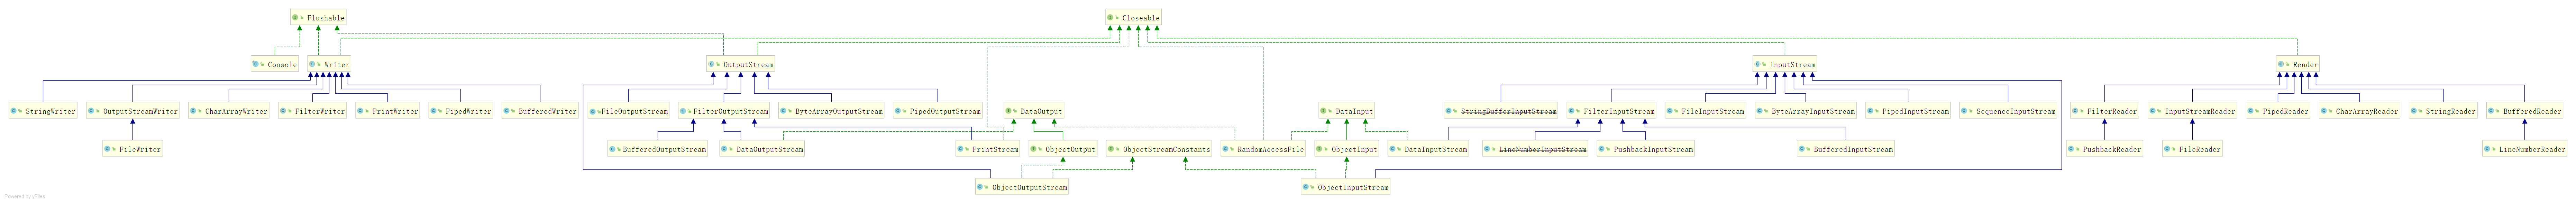 Flushable
Closeable
Console
Writer
OutputStream
InputStream
Reader
StringWriter
OutputStreamWriter
CharArrayWriter
FilterWriter
PrintWriter
PipedWriter
BufferedWriter
FileOutputStream
FilterOutputStream
ByteArrayOutputStream
PipedOutputStream
DataOutput
DataInput
StringBufferInputStream
FilterInputStream
FileInputStream
ByteArrayInputStream
PipedInputStream
SequenceInputStream
FilterReader
InputStreamReader
PipedReader
CharArrayReader
StringReader
BufferedReader
FileWriter
BufferedOutputStream
DataOutputStream
PrintStream
ObjectOutput
ObjectStreamConstants
RandomAccessFile
ObjectInput
DataInputStream
LineNumberInputStream
PushbackInputStream
BufferedInputStream
PushbackReader
FileReader
LineNumberReader
ObjectOutputStream
ObjectInputStream
Powered by yFiles